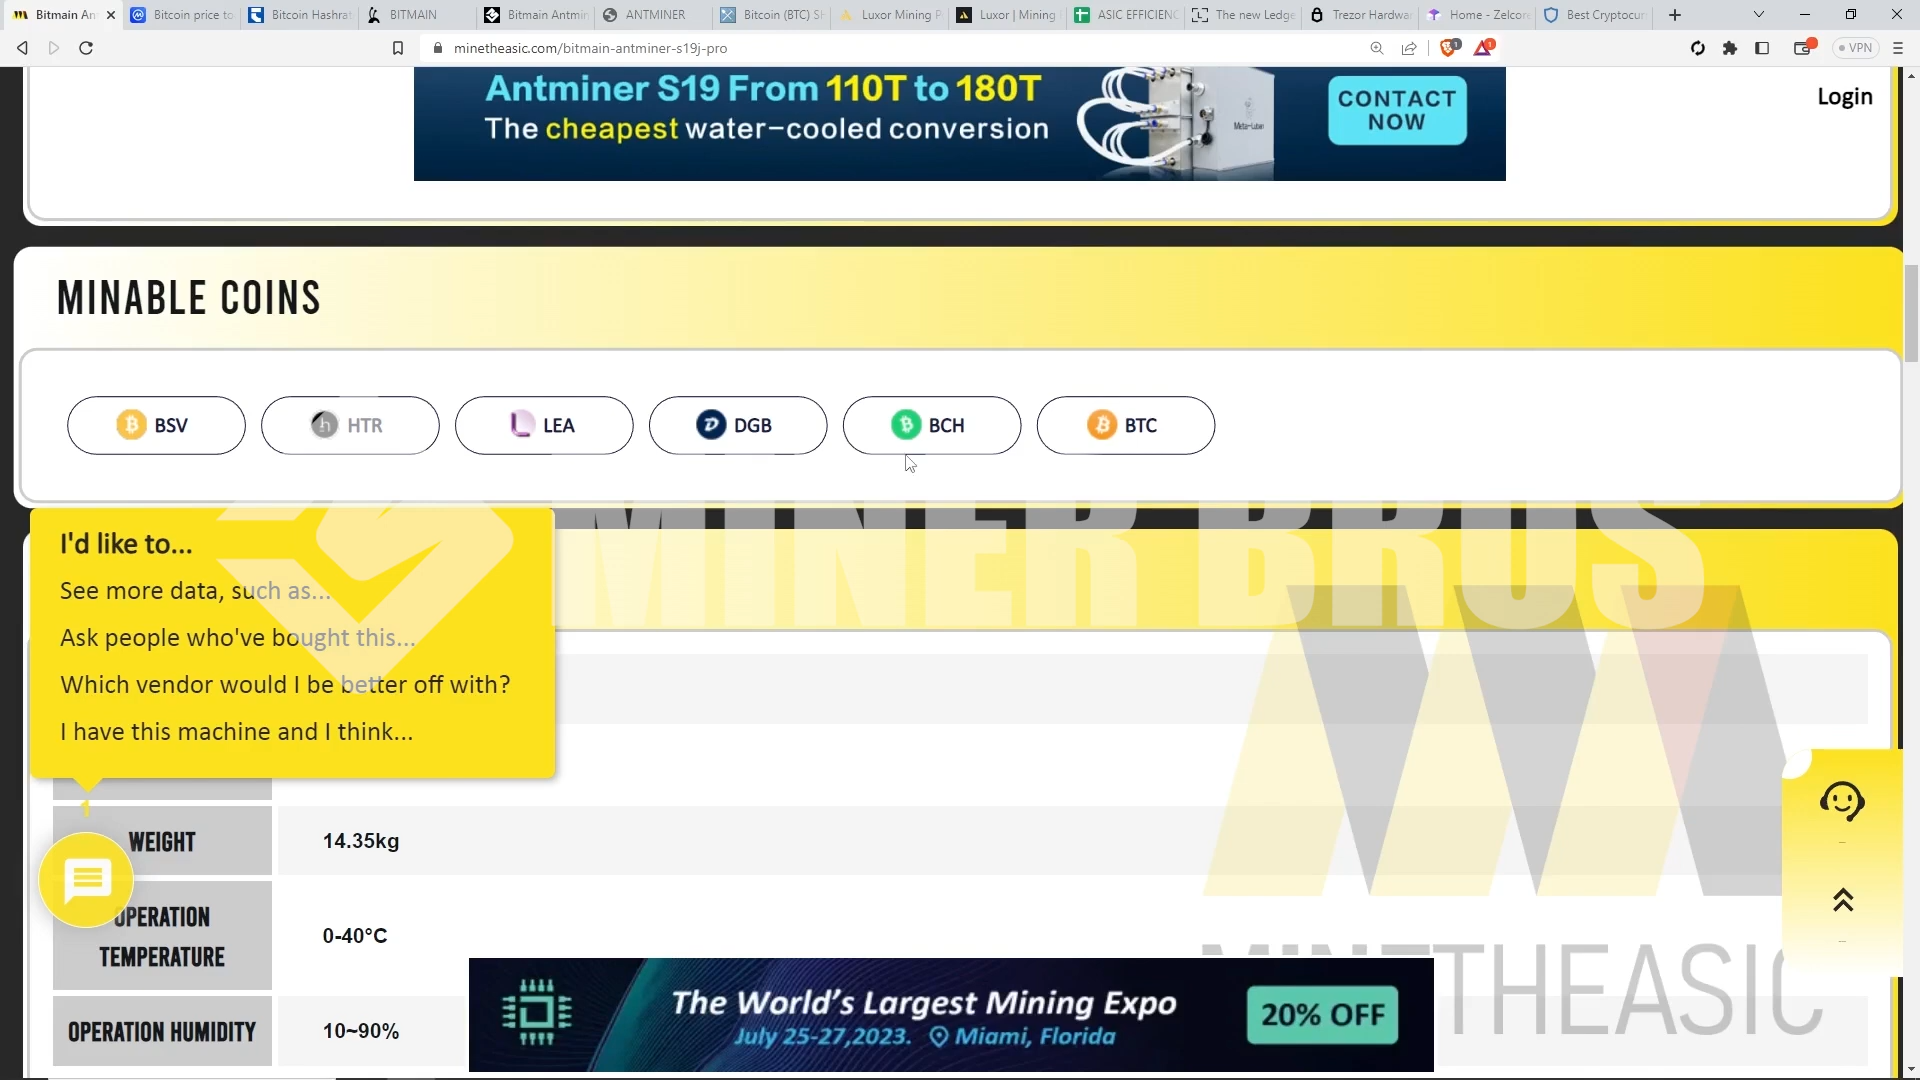 Bitmain An
Bitcoin price to
Bitcoin Hashrat
BITMAIN
Bitmain Antmin
ANTMINER
Bitcoin (BTC) S
Luxor Mining P
Luxor | Mining
ASIC EFFICIENC
The new Ledge
Trezor Hardwa
Home - Zelcore
Best Cryptocur
minetheasic.com/bitmain-antminer-s19j-pro
1
1
VPN
Antminer S19 From 110T to 180T
The cheapest water-cooled conversion
CONTACT
NOW
Login
MINABLE COINS
BSV
HTR
LEA
DGB
BCH
BTC
MINER BROS
I'd like to...
See more data, such as...
Ask people who've bought this...
Which vendor would I be better off with?
I have this machine and I think...
WEIGHT
14.35kg
OPERATION
TEMPERATURE
0-40°C
MINETHEASIC
OPERATION HUMIDITY
10~90%
The World's Largest Mining Expo
July 25-27,2023. Miami, Florida
20% OFF